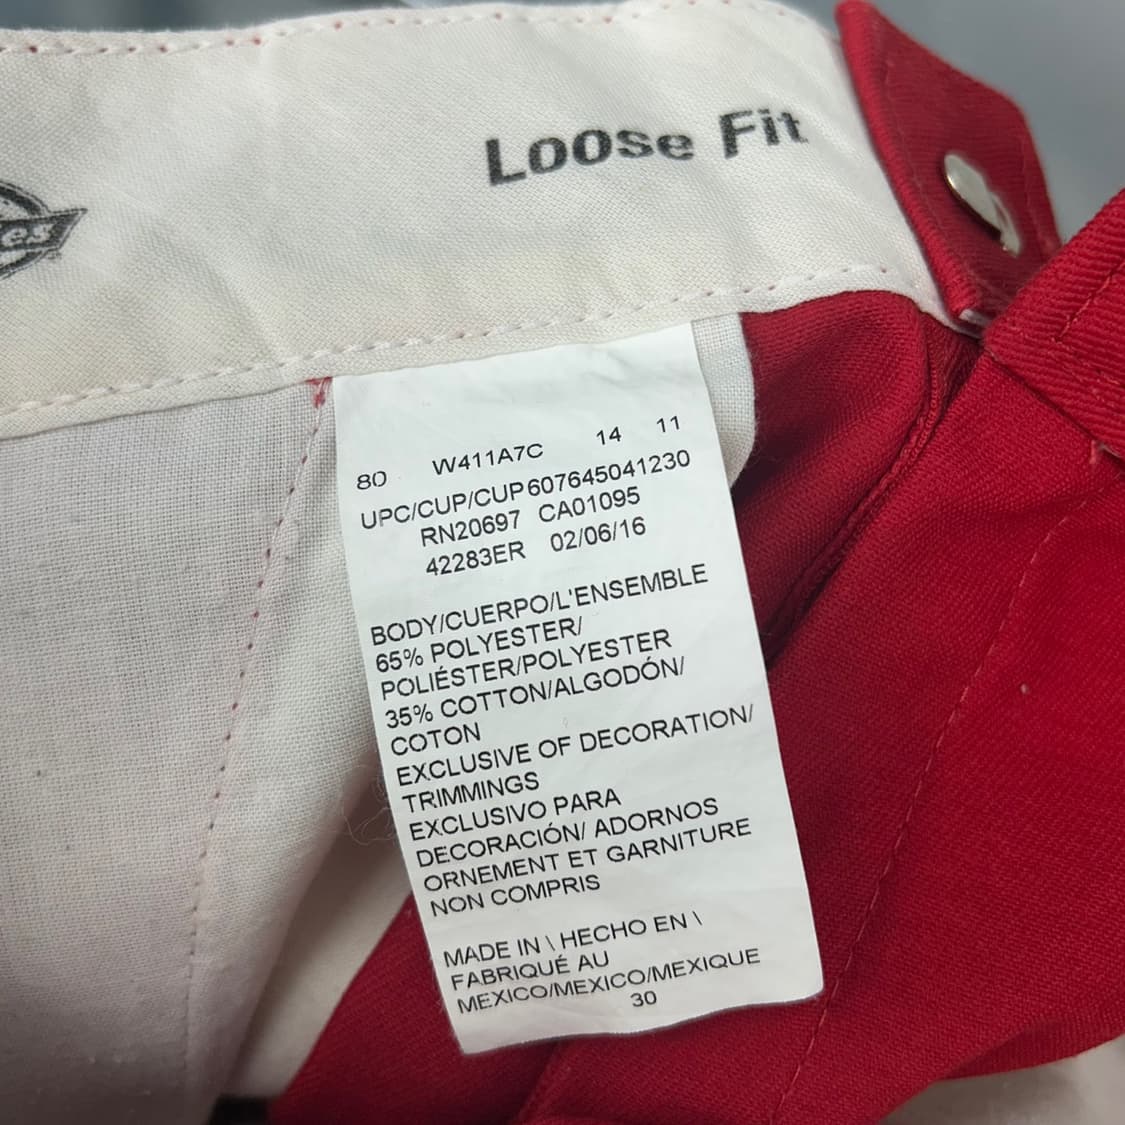 Loose Fit
es
80 W411A7C 14 11
UPC/CUP/CUP 607645041230
RN20697 CA01095
42283ER 02/06/16
BODY/CUERPO/L'ENSEMBLE
65% POLYESTER/
POLIÉSTER/POLYESTER
35% COTTON/ALGODÓN/
COTON
EXCLUSIVE OF DECORATION/
TRIMMINGS
EXCLUSIVO PARA
DECORACIÓN/ ADORNOS
ORNEMENT ET GARNITURE
NON COMPRIS
MADE IN \ HECHO EN \
FABRIQUÉ AU
MEXICO/MEXICO/MEXIQUE
30